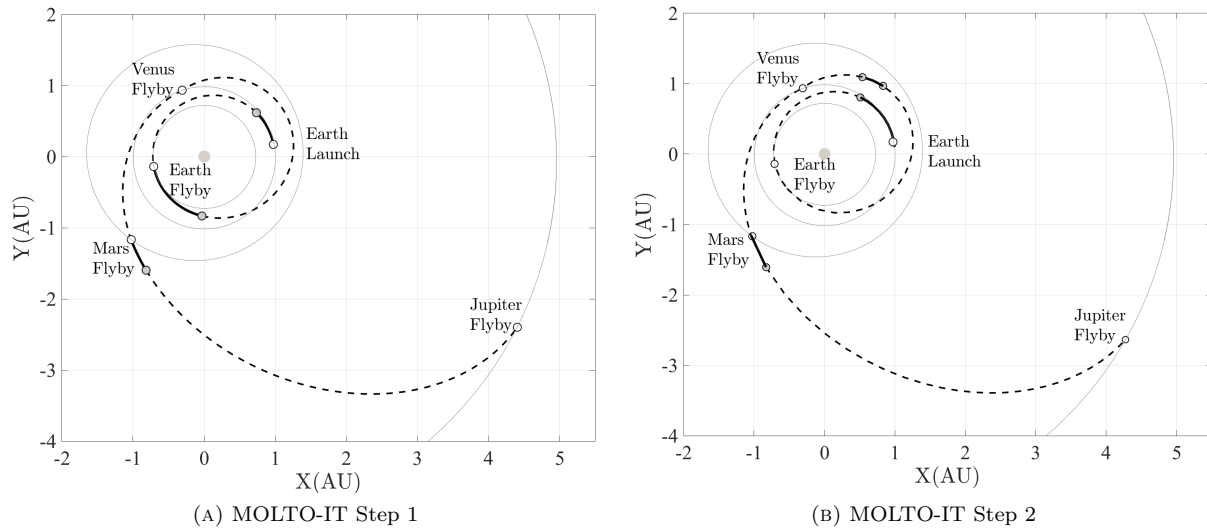 2
1
0
-1
-2
-3
-4
Y(AU)
-2
-1
0
1
2
3
4
5
X(AU)
Venus
Flyby
Earth
Launch
Earth
Flyby
Mars
Flyby
Jupiter
Flyby
(A) MOLTO-IT Step 1
2
1
0
-1
-2
-3
-4
Y(AU)
-2
-1
0
1
2
3
4
5
X(AU)
Venus
Flyby
Earth
Launch
Earth
Flyby
Mars
Flyby
Jupiter
Flyby
(B) MOLTO-IT Step 2